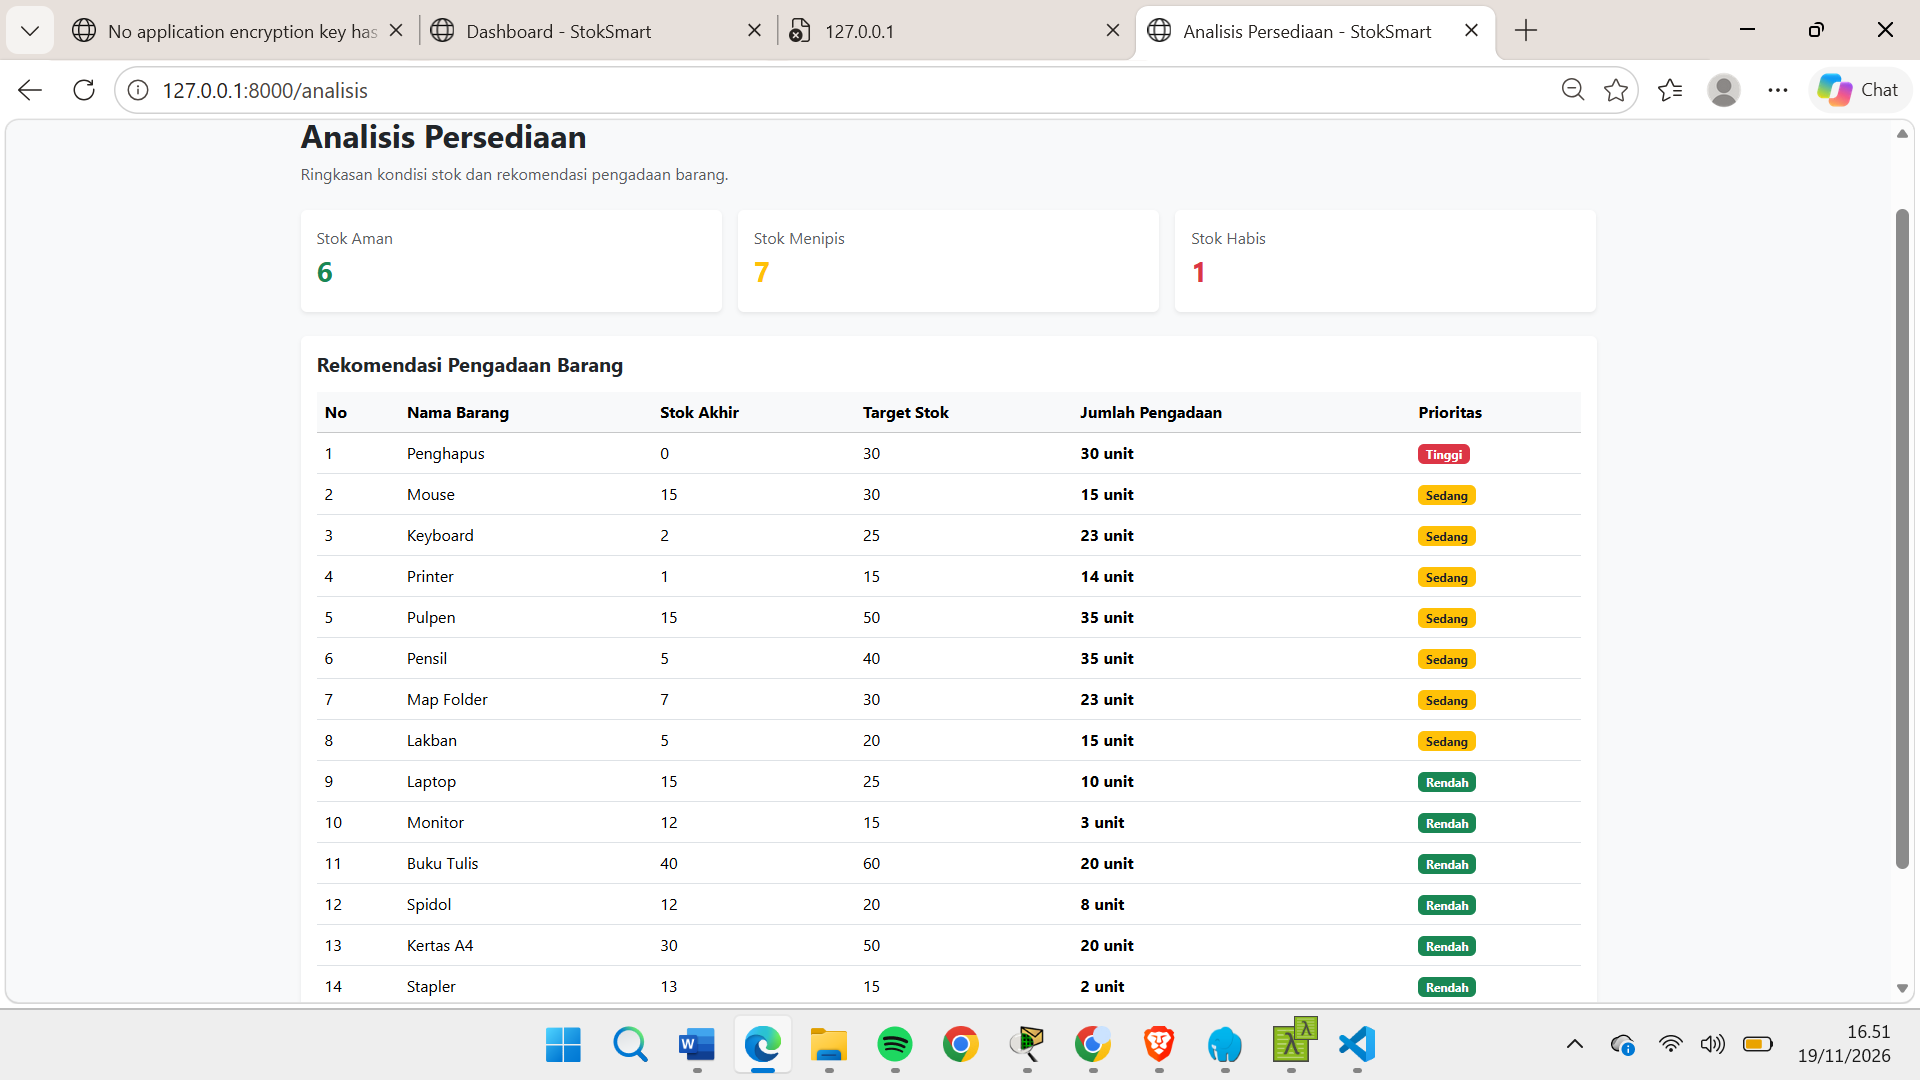 No application encryption key has
Dashboard - StokSmart
127.0.0.1
Analisis Persediaan - StokSmart
127.0.0.1:8000/analisis
Chat
Analisis Persediaan
Ringkasan kondisi stok dan rekomendasi pengadaan barang.
Stok Aman
6
Stok Menipis
7
Stok Habis
1
Rekomendasi Pengadaan Barang
No Nama Barang Stok Akhir Target Stok Jumlah Pengadaan Prioritas
1 Penghapus 0 30 30 unit Tinggi
2 Mouse 15 30 15 unit Sedang
3 Keyboard 2 25 23 unit Sedang
4 Printer 1 15 14 unit Sedang
5 Pulpen 15 50 35 unit Sedang
6 Pensil 5 40 35 unit Sedang
7 Map Folder 7 30 23 unit Sedang
8 Lakban 5 20 15 unit Sedang
9 Laptop 15 25 10 unit Rendah
10 Monitor 12 15 3 unit Rendah
11 Buku Tulis 40 60 20 unit Rendah
12 Spidol 12 20 8 unit Rendah
13 Kertas A4 30 50 20 unit Rendah
14 Stapler 13 15 2 unit Rendah
16.51
19/11/2026